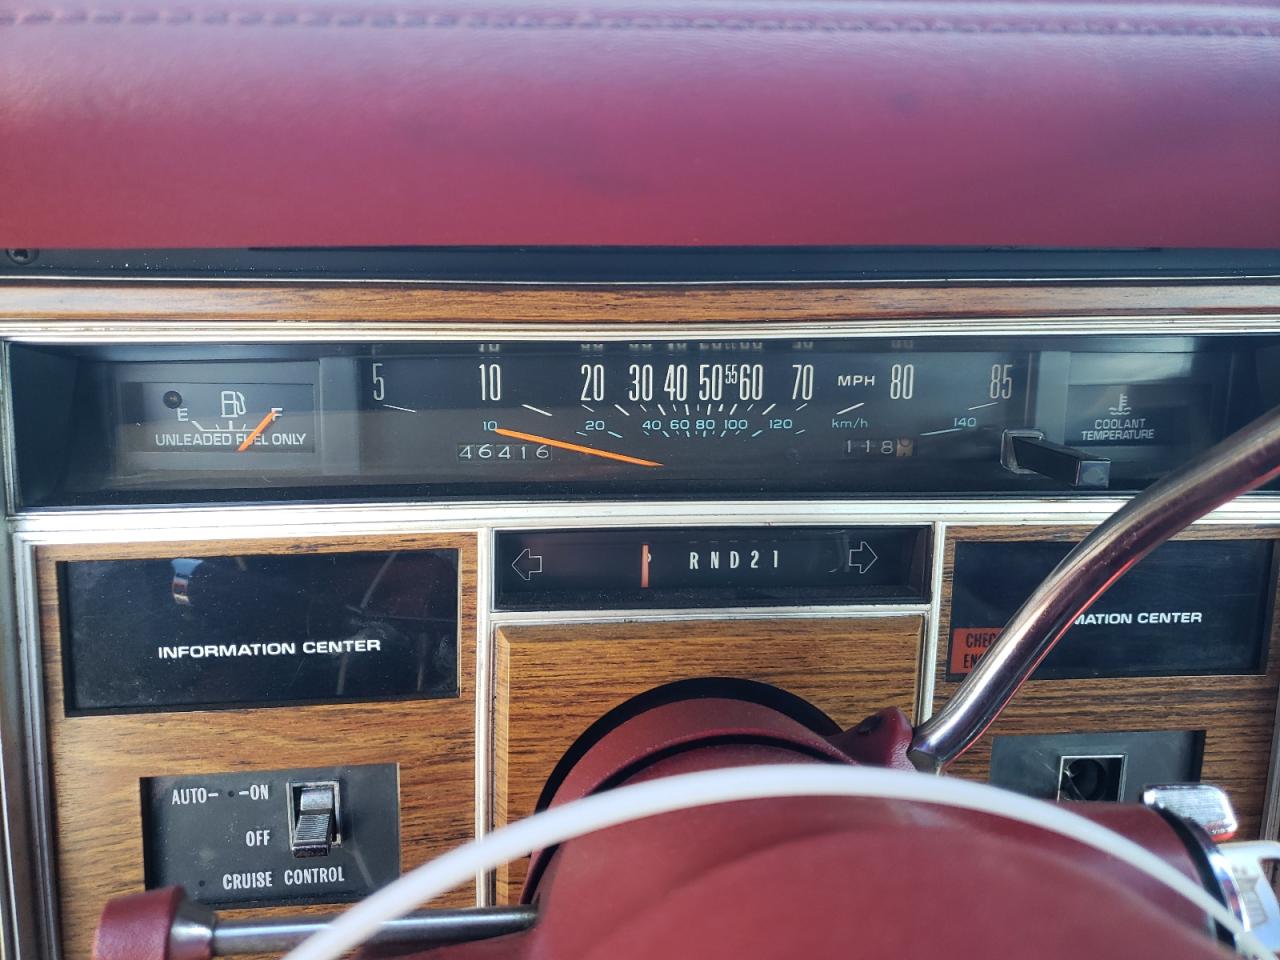 5 10 20 30 40 50 55 60 70 MPH 80 85
10 20 40 60 80 100 120 km/h 140
E F
UNLEADED FUEL ONLY
46416
118
COOLANT
TEMPERATURE
RND21
INFORMATION CENTER
MATION CENTER
CHEC
AUTO- -ON
OFF
CRUISE CONTROL